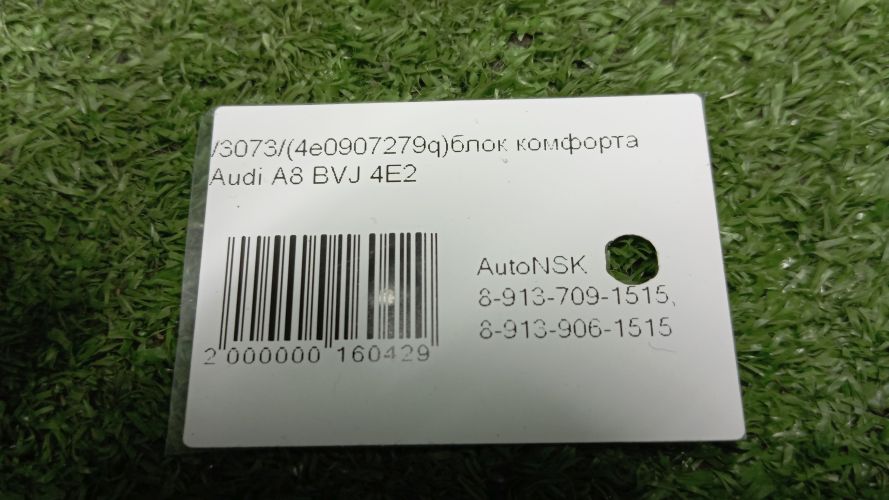 /3073/(4e0907279q)блок комфорта
Audi A8 BVJ 4E2
AutoNSK
8-913-709-1515,
8-913-906-1515
2 000000 160429